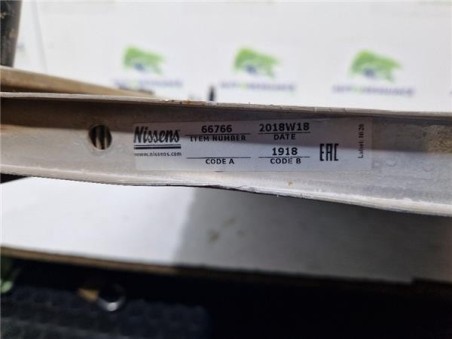 Nissens
www.nissens.com
66766
ITEM NUMBER
2018W18
DATE
CODE A
1918
CODE B
EAC